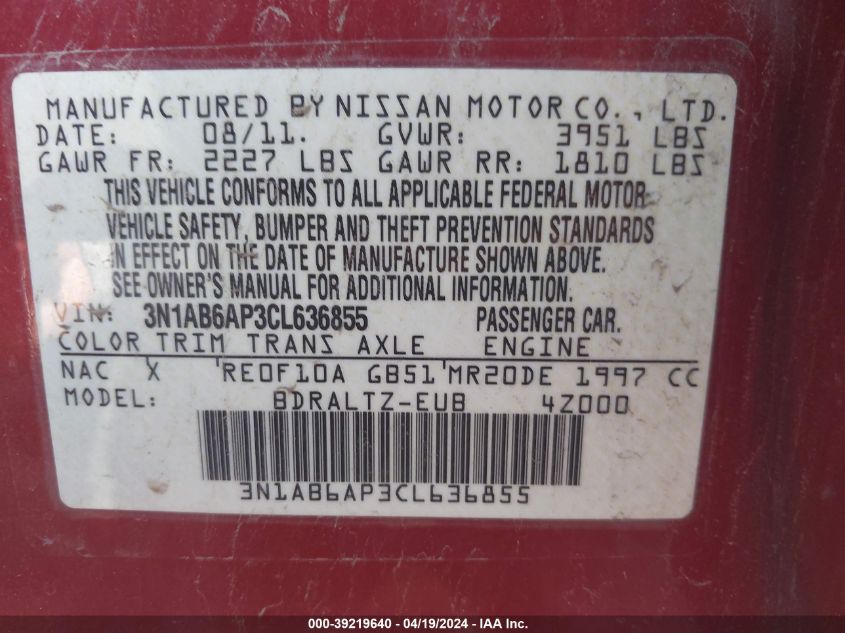 MANUFACTURED BY NISSAN MOTOR CO., LTD.
DATE: 08/11. GVWR: 3951 LBS
GAWR FR: 2227 LBS GAWR RR: 1810 LBS
THIS VEHICLE CONFORMS TO ALL APPLICABLE FEDERAL MOTOR
VEHICLE SAFETY, BUMPER AND THEFT PREVENTION STANDARDS
IN EFFECT ON THE DATE OF MANUFACTURE SHOWN ABOVE.
SEE OWNER'S MANUAL FOR ADDITIONAL INFORMATION.
VIN: 3N1AB6AP3CL636855 PASSENGER CAR.
COLOR TRIM TRANS AXLE ENGINE
NAC X RE0F10A GB51 MR20DE 1997 CC
MODEL: BDRALTZ-EUB 4Z000
3N1AB6AP3CL636855
000-39219640 - 04/19/2024 - IAA Inc.